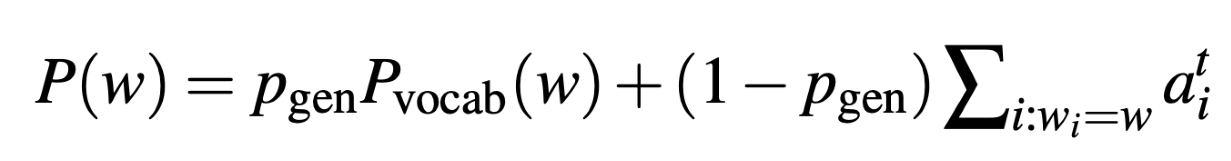 P(w) = p_gen P_vocab(w) + (1 − p_gen) ∑_{i:w_i=w} a_i^t